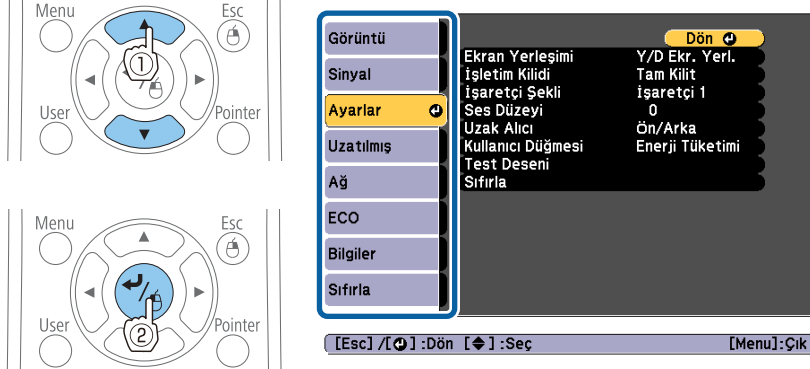 Menu Esc
①
User Pointer
Menu Esc
User ② Pointer
Görüntü
Sinyal
Ayarlar
Uzatılmış
Ağ
ECO
Bilgiler
Sıfırla
Dön
Ekran Yerleşimi Y/D Ekr. Yerl.
İşletim Kilidi Tam Kilit
İşaretçi Şekli İşaretçi 1
Ses Düzeyi 0
Uzak Alıcı Ön/Arka
Kullanıcı Düğmesi Enerji Tüketimi
Test Deseni
Sıfırla
[Esc] /[ ] :Dön [ ] :Seç [Menu]:Çık